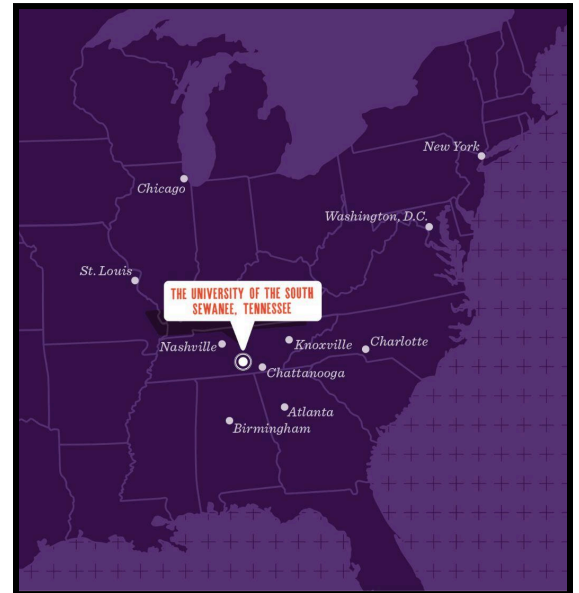 New York
Chicago
Washington, D.C.
St. Louis
THE UNIVERSITY OF THE SOUTH
SEWANEE, TENNESSEE
Nashville
Knoxville
Charlotte
Chattanooga
Atlanta
Birmingham